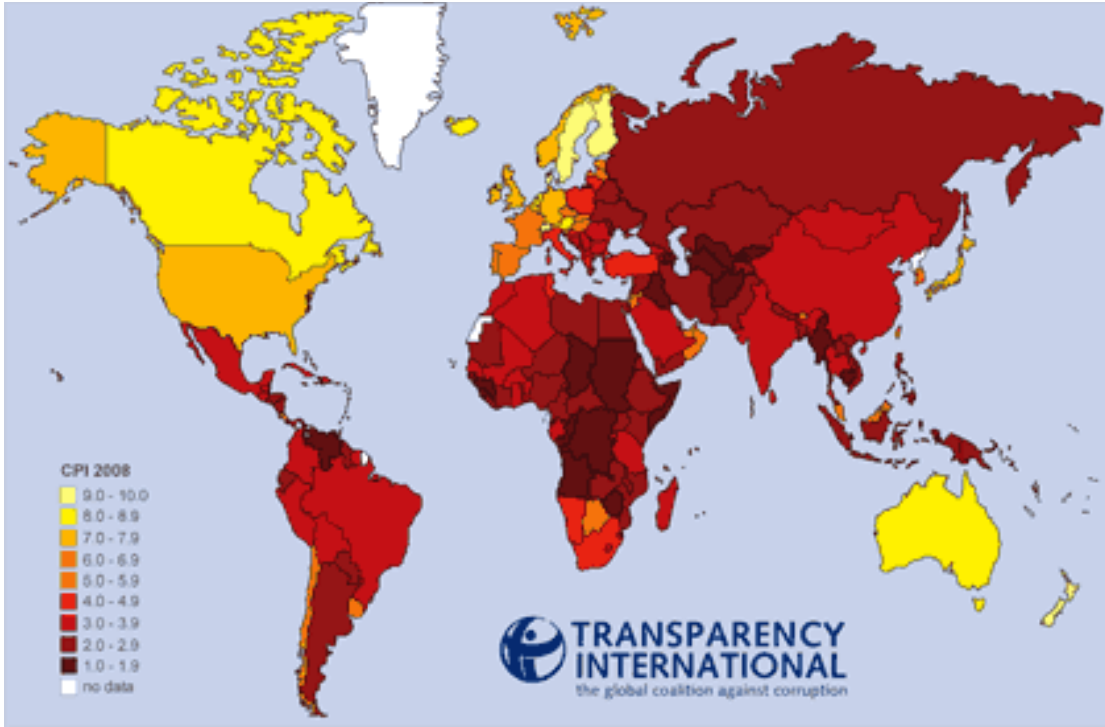 CPI 2008
9.0 - 10.0
8.0 - 8.9
7.0 - 7.9
6.0 - 6.9
5.0 - 5.9
4.0 - 4.9
3.0 - 3.9
2.0 - 2.9
1.0 - 1.9
no data
TRANSPARENCY
INTERNATIONAL
the global coalition against corruption